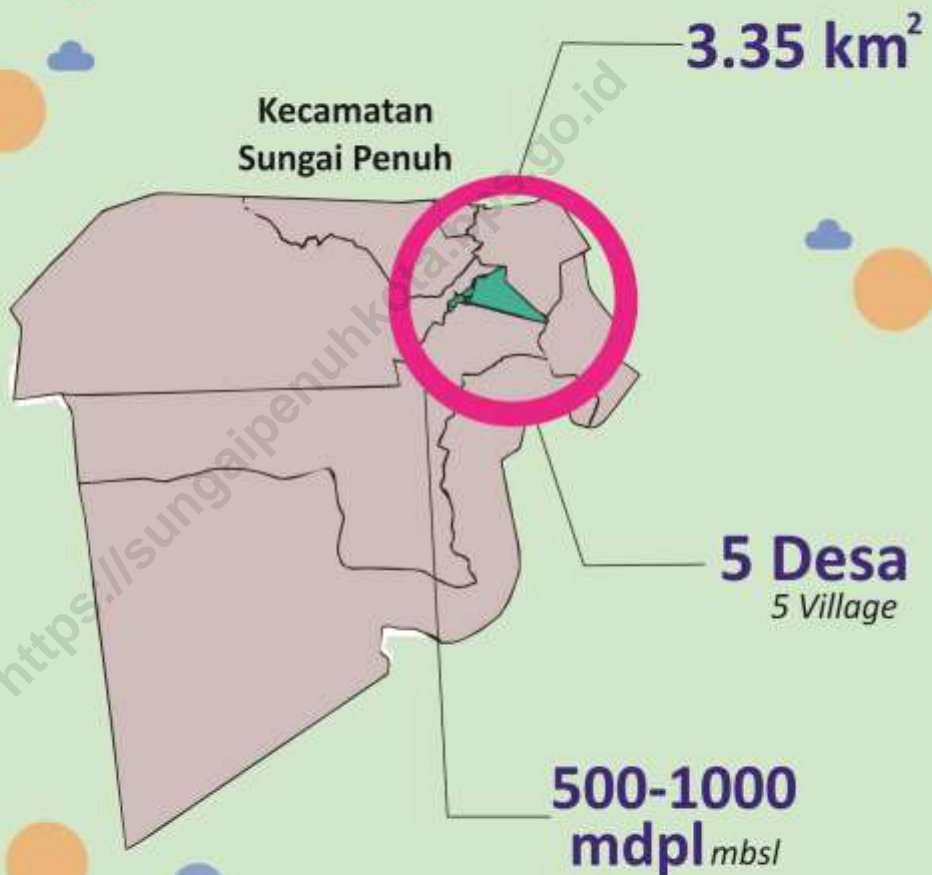 3.35 km²
Kecamatan
Sungai Penuh
5 Desa
5 Village
500-1000
mdpl mbsl
https://sungaipenuhkota.bps.go.id